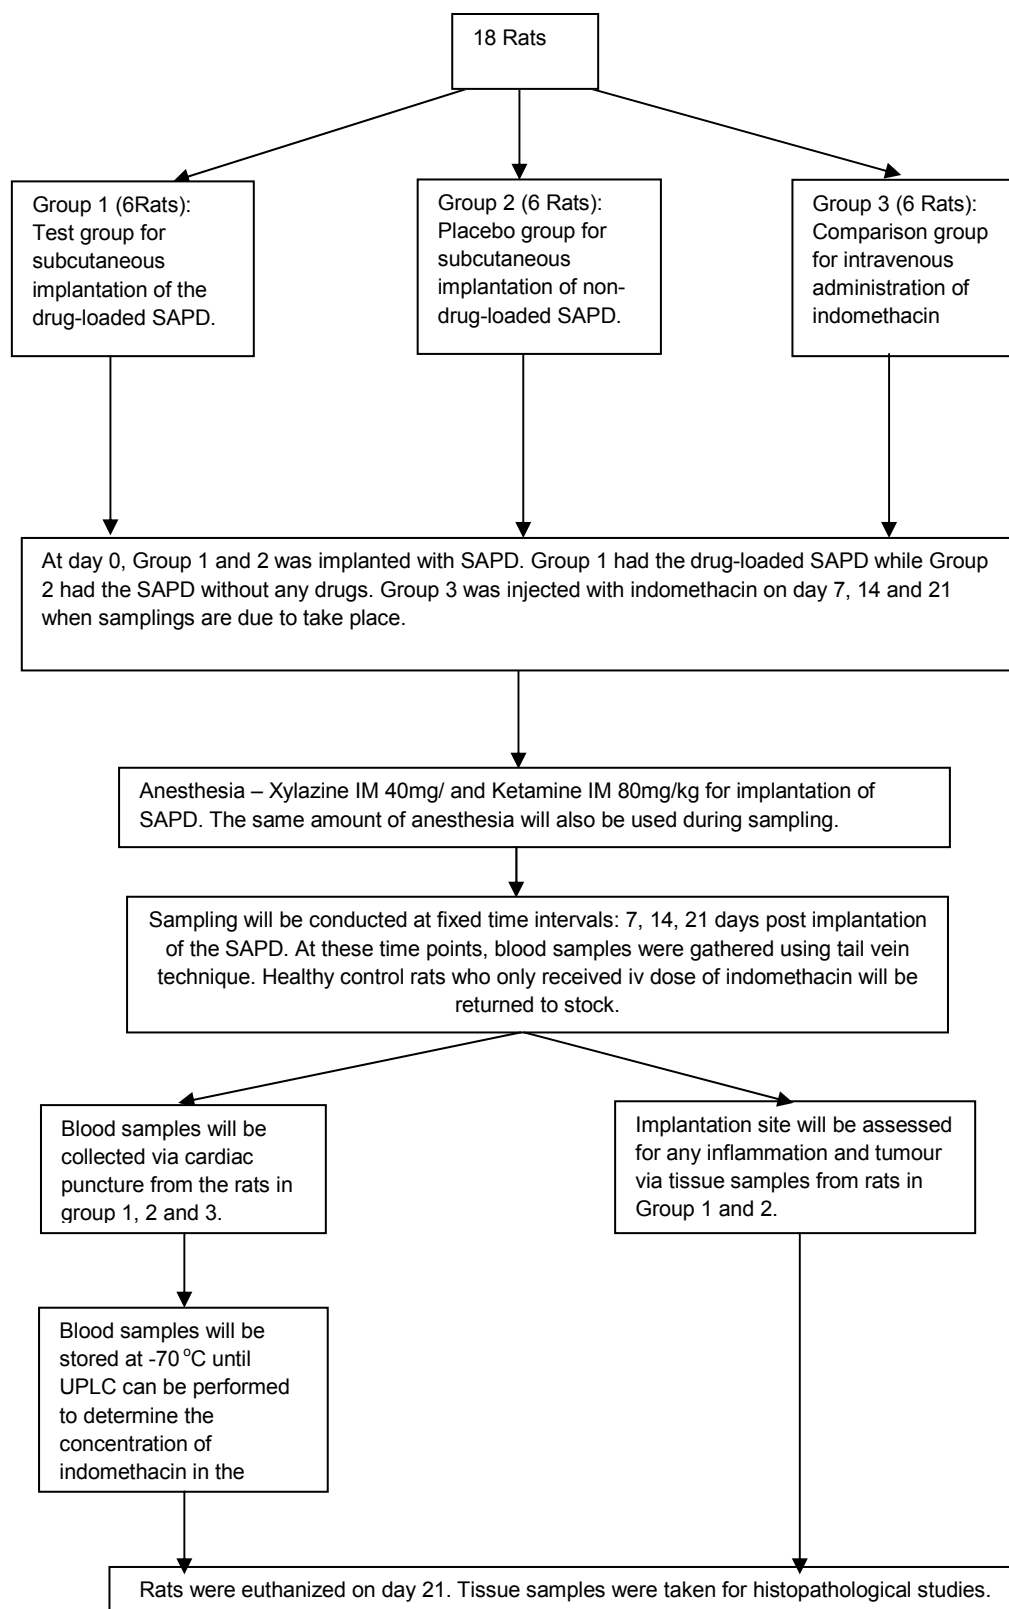 18 Rats
Group 1 (6Rats):
Test group for
subcutaneous
implantation of the
drug-loaded SAPD.
Group 2 (6 Rats):
Placebo group for
subcutaneous
implantation of non-
drug-loaded SAPD.
Group 3 (6 Rats):
Comparison group
for intravenous
administration of
indomethacin
At day 0, Group 1 and 2 was implanted with SAPD. Group 1 had the drug-loaded SAPD while Group
2 had the SAPD without any drugs. Group 3 was injected with indomethacin on day 7, 14 and 21
when samplings are due to take place.
Anesthesia – Xylazine IM 40mg/ and Ketamine IM 80mg/kg for implantation of
SAPD. The same amount of anesthesia will also be used during sampling.
Sampling will be conducted at fixed time intervals: 7, 14, 21 days post implantation
of the SAPD. At these time points, blood samples were gathered using tail vein
technique. Healthy control rats who only received iv dose of indomethacin will be
returned to stock.
Blood samples will be
collected via cardiac
puncture from the rats in
group 1, 2 and 3.
Implantation site will be assessed
for any inflammation and tumour
via tissue samples from rats in
Group 1 and 2.
Blood samples will be
stored at -70 °C until
UPLC can be performed
to determine the
concentration of
indomethacin in the
Rats were euthanized on day 21. Tissue samples were taken for histopathological studies.